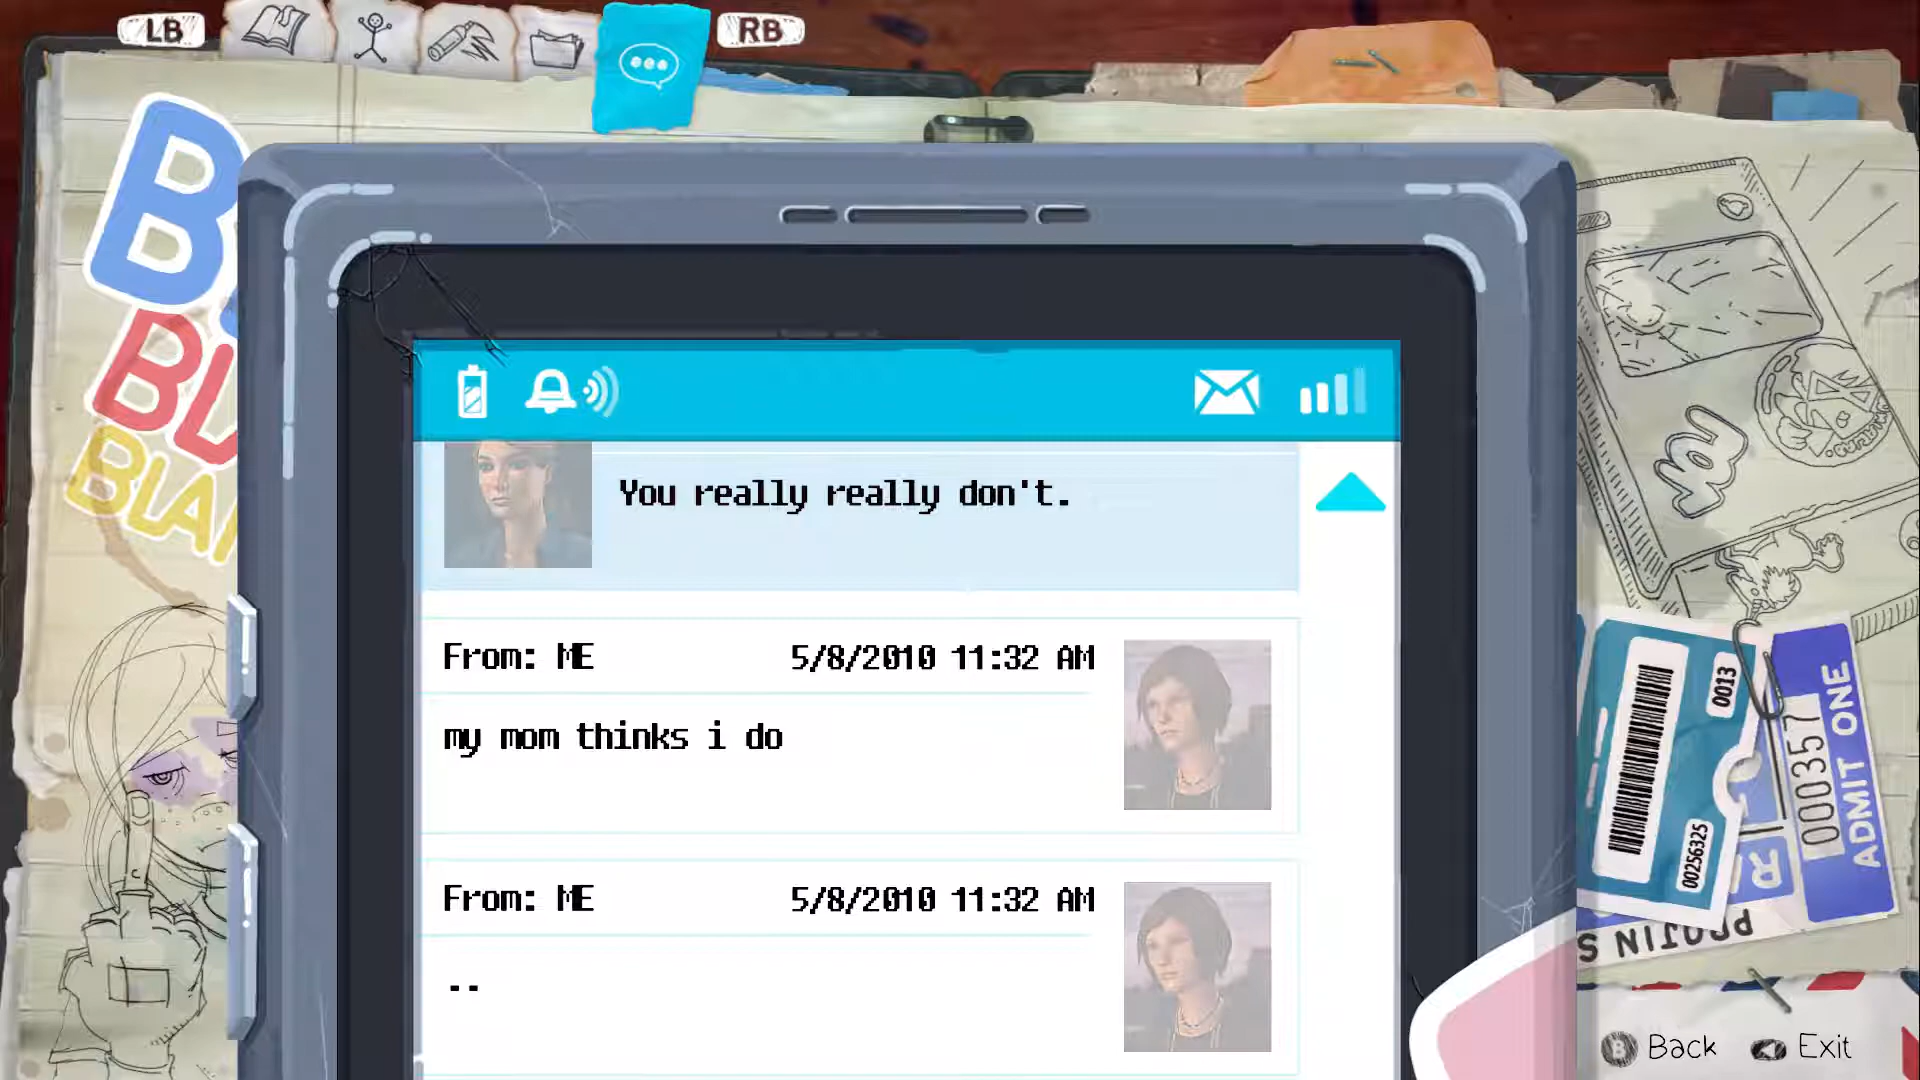 LB
RB
You really really don't.
From: ME
5/8/2010 11:32 AM
my mom thinks i do
From: ME
5/8/2010 11:32 AM
..
0013
00256325
000357
ADMIT ONE
Back
Exit